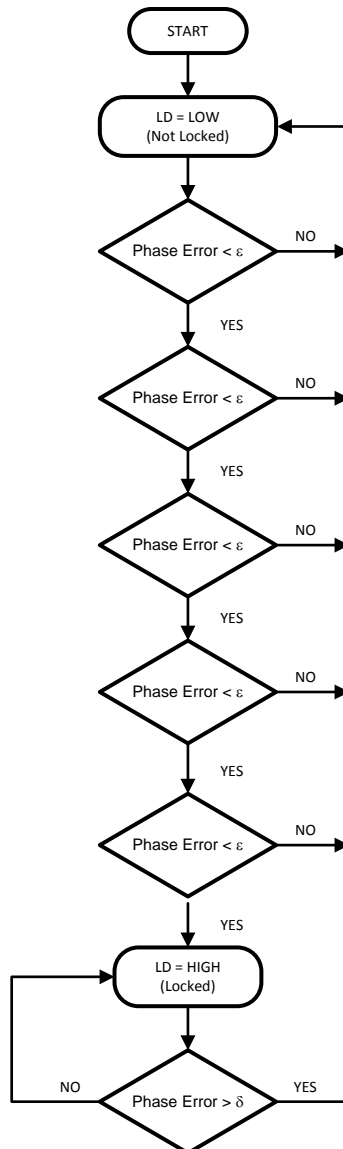 START
LD = LOW
(Not Locked)
Phase Error < ε
NO
YES
Phase Error < ε
NO
YES
Phase Error < ε
NO
YES
Phase Error < ε
NO
YES
Phase Error < ε
NO
YES
LD = HIGH
(Locked)
NO
Phase Error > δ
YES